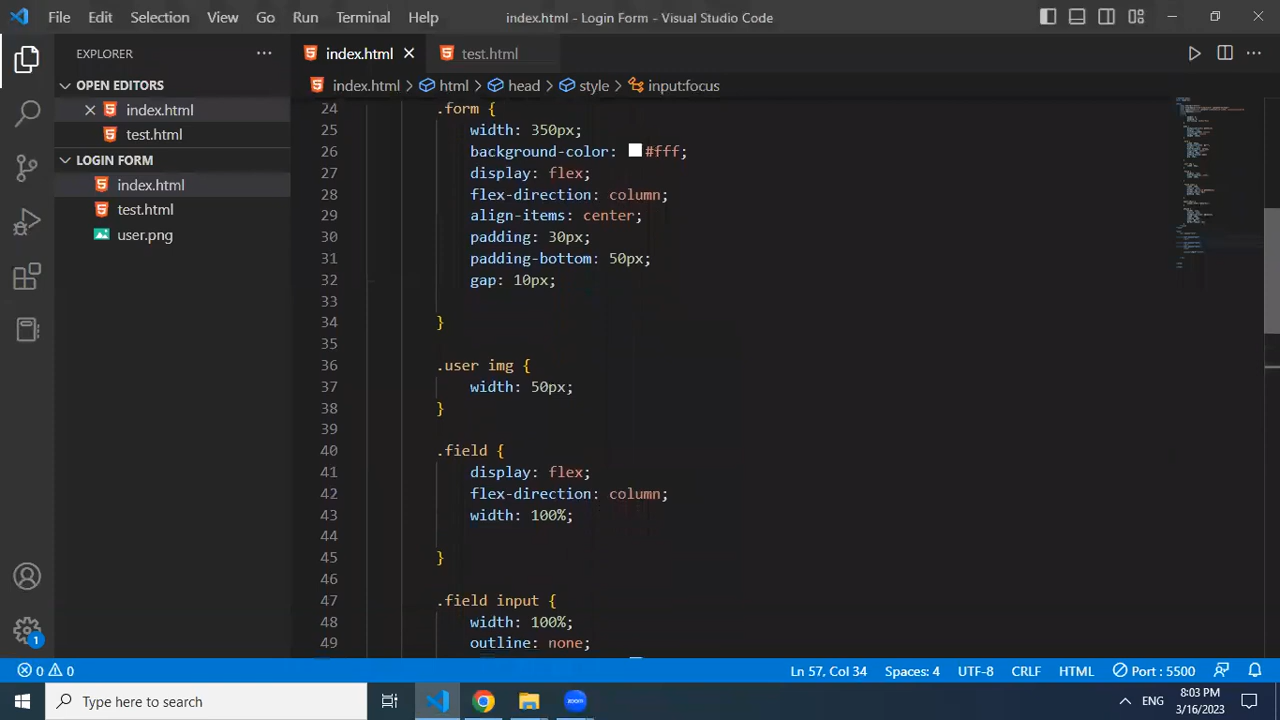 File Edit Selection View Go Run Terminal Help index.html - Login Form - Visual Studio Code
EXPLORER
OPEN EDITORS
index.html
test.html
LOGIN FORM
index.html
test.html
user.png
index.html test.html
index.html > html > head > style > input:focus
24 .form {
25 width: 350px;
26 background-color: #fff;
27 display: flex;
28 flex-direction: column;
29 align-items: center;
30 padding: 30px;
31 padding-bottom: 50px;
32 gap: 10px;
33
34 }
35
36 .user img {
37 width: 50px;
38 }
39
40 .field {
41 display: flex;
42 flex-direction: column;
43 width: 100%;
44
45 }
46
47 .field input {
48 width: 100%;
49 outline: none;
1
0 0 Ln 57, Col 34 Spaces: 4 UTF-8 CRLF HTML Port : 5500
Type here to search
zoom
ENG
8:03 PM
3/16/2023